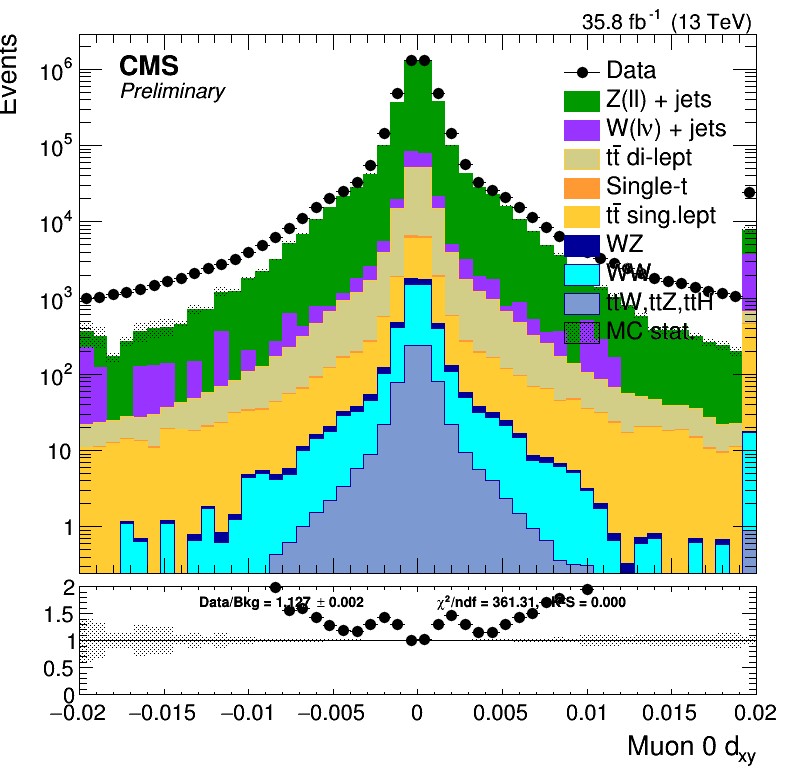 35.8 fb⁻¹ (13 TeV)
Events
CMS
Preliminary
Data
Z(ll) + jets
W(lν) + jets
tt̄ di-lept
Single-t
tt̄ sing.lept
WZ
WW
ttW,ttZ,ttH
MC stat.
10⁶
10⁵
10⁴
10³
10²
10
1
Data/Bkg = 1.127 ± 0.002
χ²/ndf = 361.31, K-S = 0.000
2
1.5
1
0.5
0
−0.02 −0.015 −0.01 −0.005 0 0.005 0.01 0.015 0.02
Muon 0 d_xy